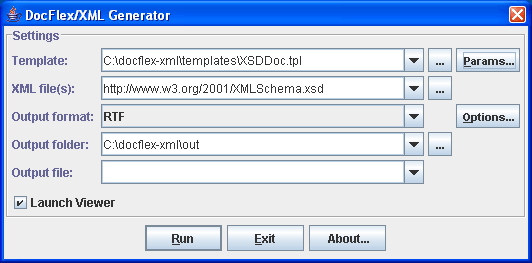 DocFlex/XML Generator
Settings
Template: C:\docflex-xml\templates\XSDDoc.tpl ... Params...
XML file(s): http://www.w3.org/2001/XMLSchema.xsd ...
Output format: RTF Options...
Output folder: C:\docflex-xml\out ...
Output file:
Launch Viewer
Run Exit About...